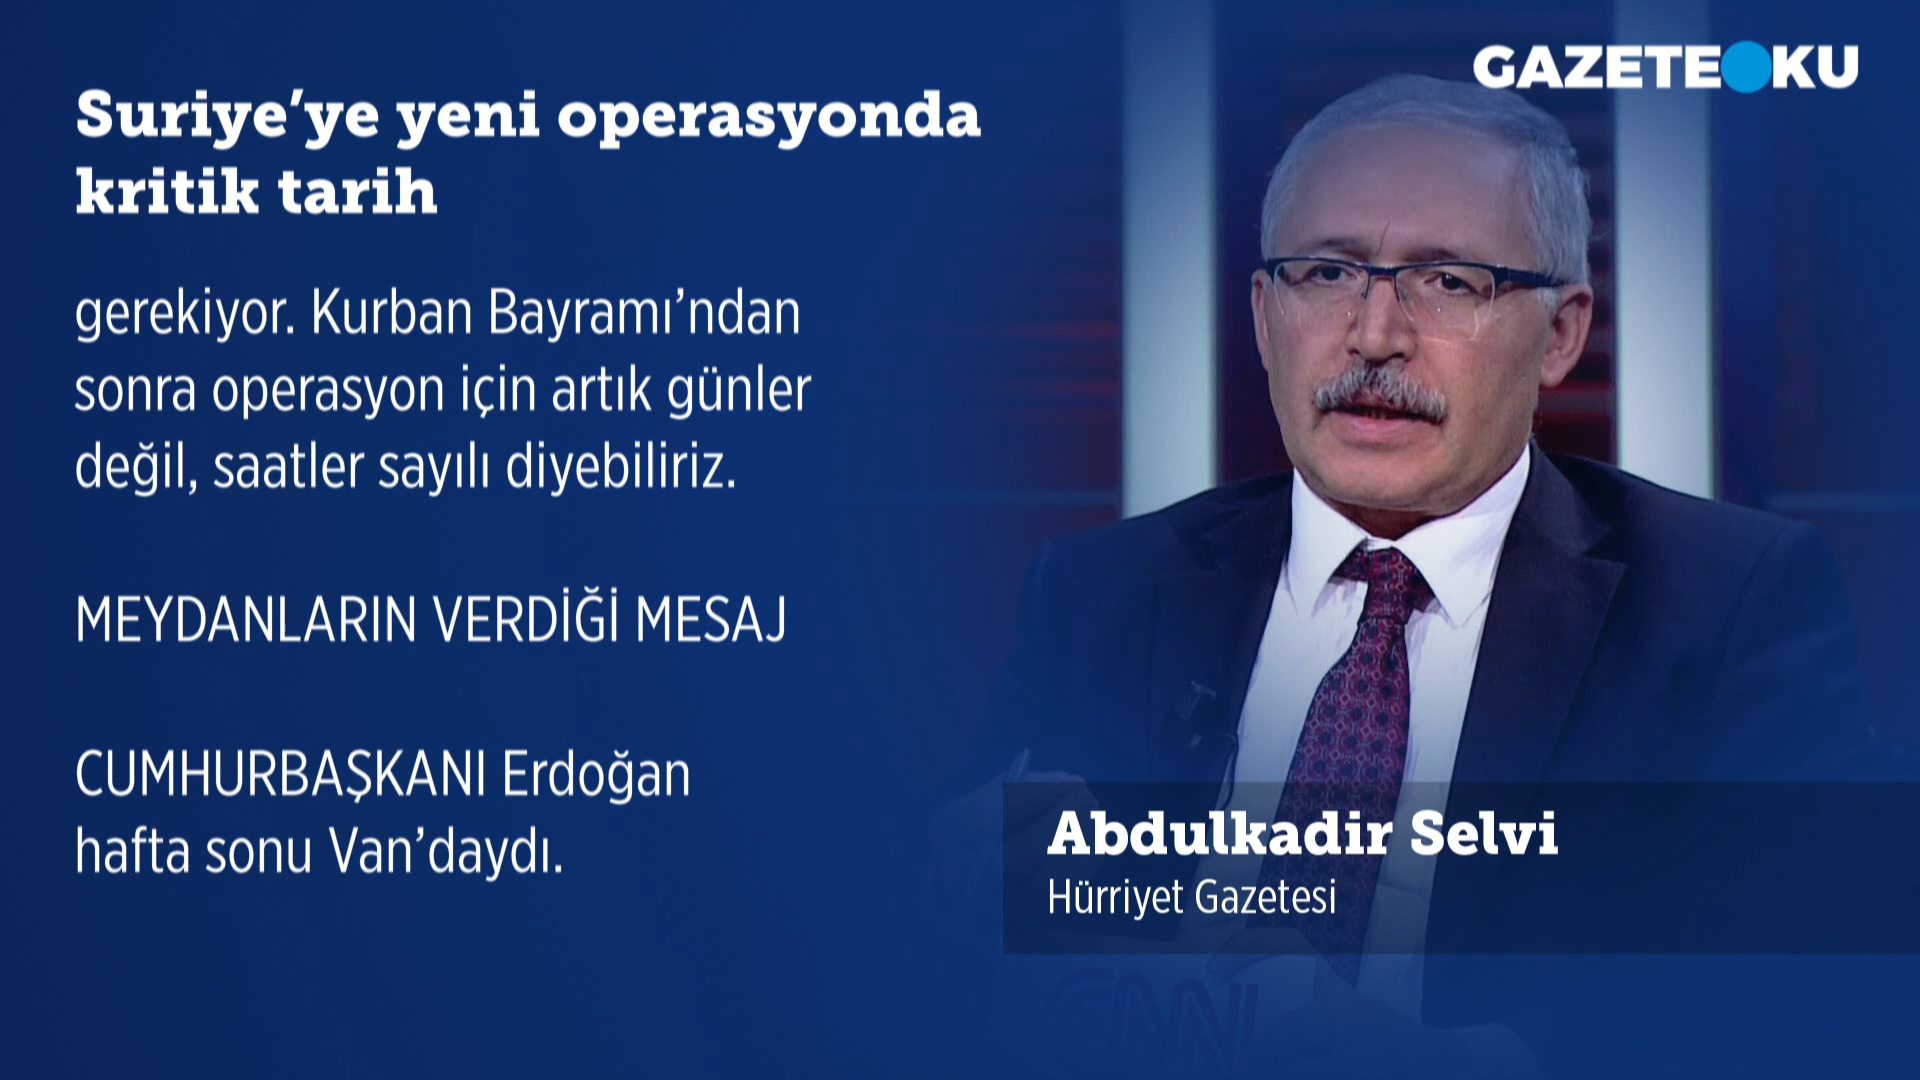 GAZETE OKU
Suriye’ye yeni operasyonda
kritik tarih
gerekiyor. Kurban Bayramı’ndan
sonra operasyon için artık günler
değil, saatler sayılı diyebiliriz.
MEYDANLARIN VERDİĞİ MESAJ
CUMHURBAŞKANI Erdoğan
hafta sonu Van’daydı.
Abdulkadir Selvi
Hürriyet Gazetesi
CNN